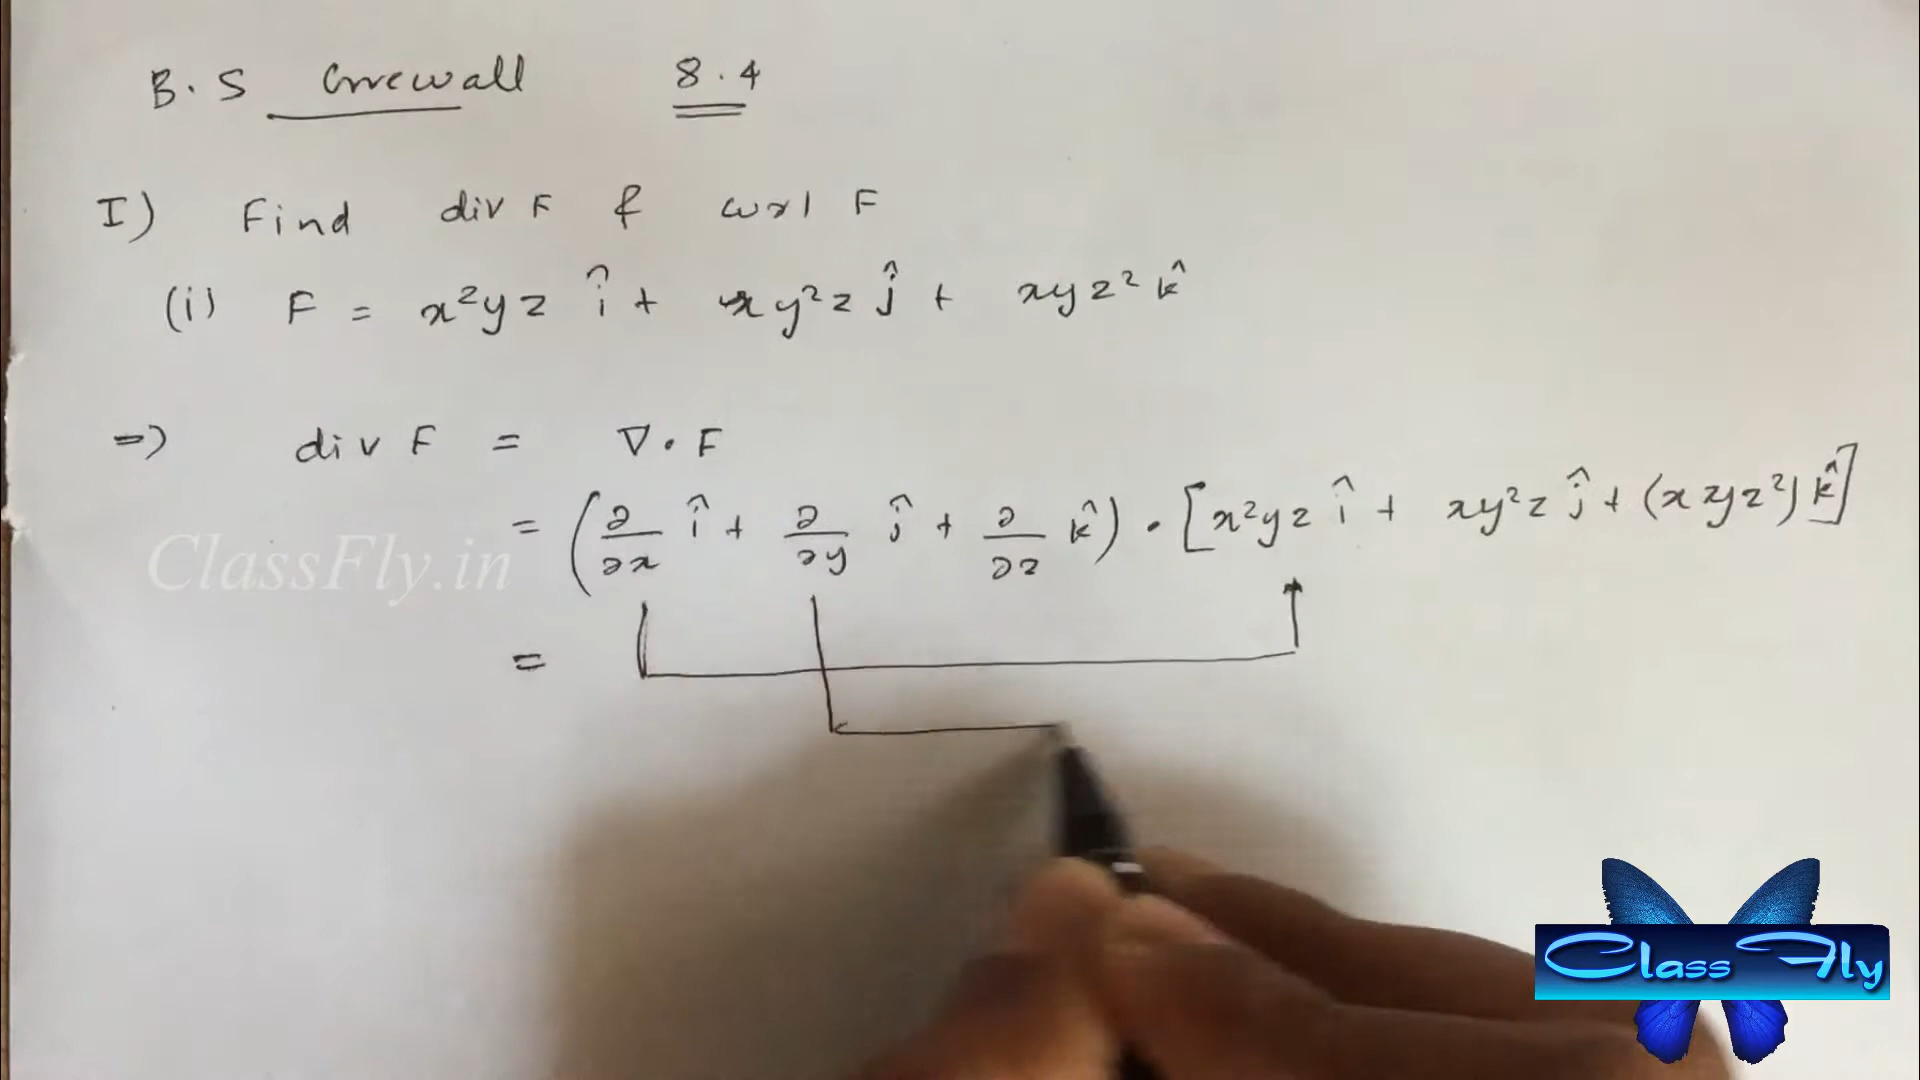 B.S Grewall 8.4
I) Find div F & curl F
(i) F = x²yz î + xy²z ĵ + xyz² k̂
=) div F = ∇ • F
= (∂/∂x î + ∂/∂y ĵ + ∂/∂z k̂) • [x²yz î + xy²z ĵ + (xyz²) k̂]
ClassFly.in
=
Class Fly